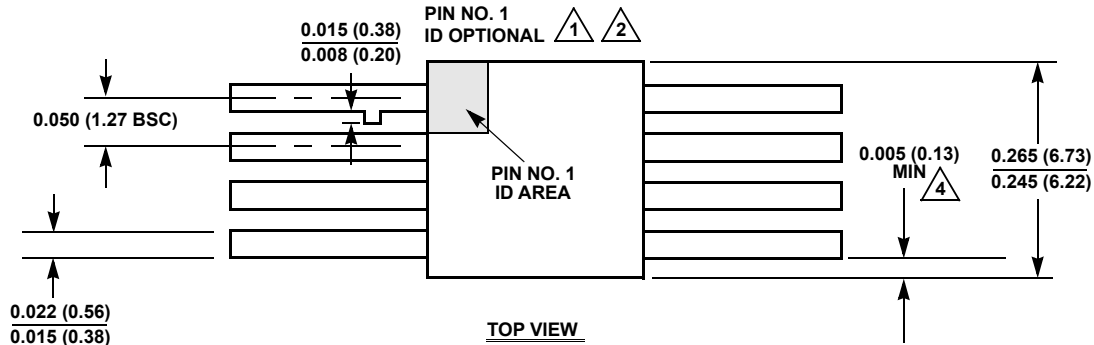 PIN NO. 1
ID OPTIONAL 1 2
0.015 (0.38)
0.008 (0.20)
0.050 (1.27 BSC)
PIN NO. 1
ID AREA
0.005 (0.13)
MIN 4
0.265 (6.73)
0.245 (6.22)
0.022 (0.56)
0.015 (0.38)
TOP VIEW